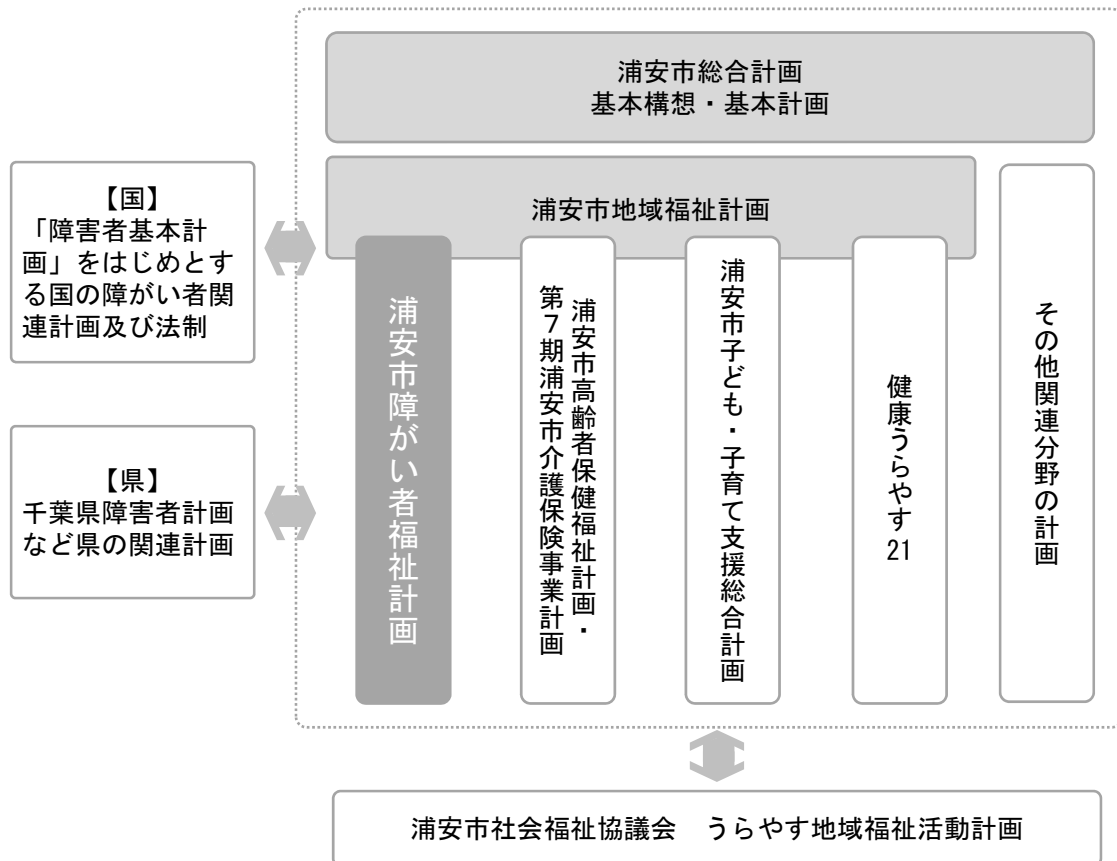 浦安市総合計画
基本構想・基本計画
浦安市地域福祉計画
【国】
「障害者基本計
画」をはじめとす
る国の障がい者関
連計画及び法制
【県】
千葉県障害者計画
など県の関連計画
浦安市障がい者福祉計画
浦安市高齢者保健福祉計画・
第７期浦安市介護保険事業計画
浦安市子ども・子育て支援総合計画
健康うらやす21
その他関連分野の計画
浦安市社会福祉協議会　うらやす地域福祉活動計画